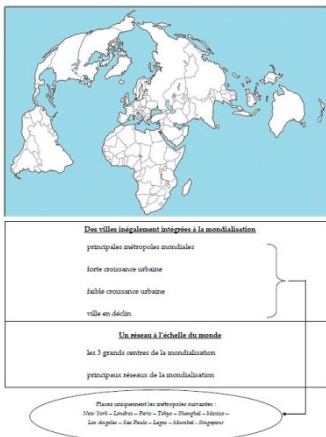 Des villes inégalement intégrées à la mondialisation
principales métropoles mondiales
forte croissance urbaine
faible croissance urbaine
ville en déclin
Un réseau à l'échelle du monde
les 3 grands centres de la mondialisation
principaux réseaux de la mondialisation
Placez uniquement les métropoles suivantes :
New York – Londres – Paris – Tokyo – Shanghai – Mexico –
Los Angeles – Sao Paulo – Lagos – Mumbai – Singapour